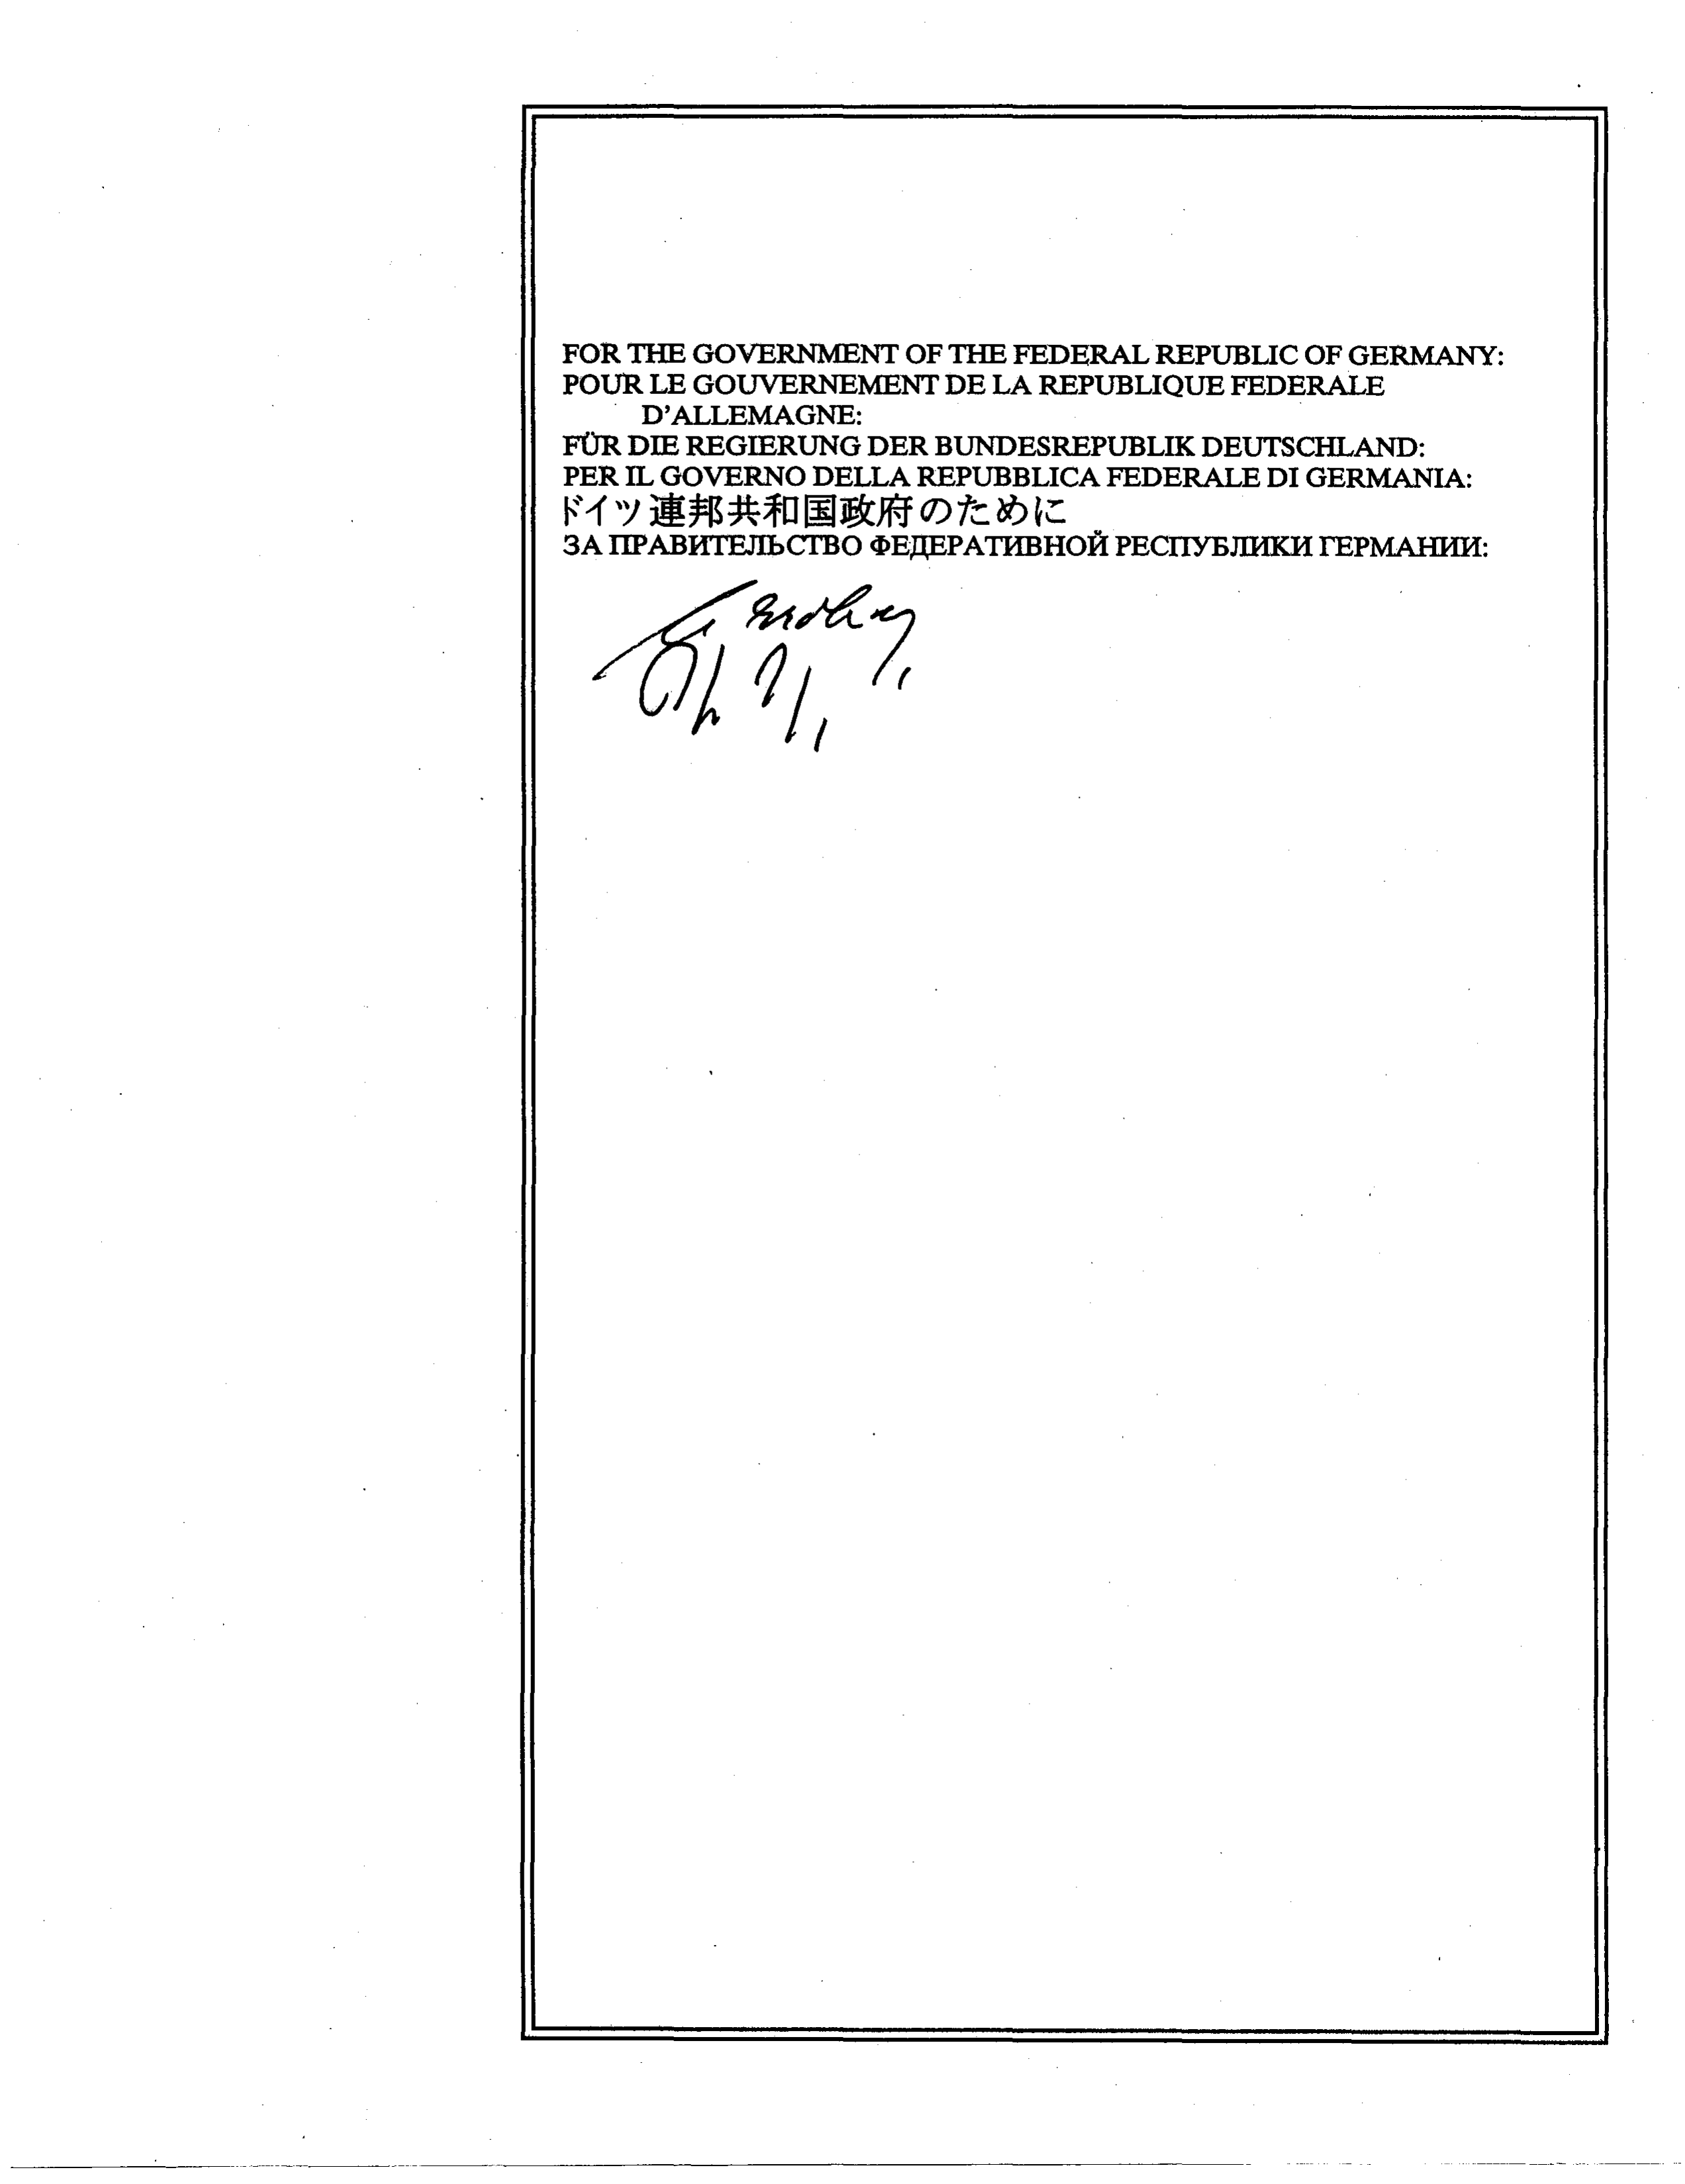 FOR THE GOVERNMENT OF THE FEDERAL REPUBLIC OF GERMANY:
POUR LE GOUVERNEMENT DE LA REPUBLIQUE FEDERALE
D'ALLEMAGNE:
FÜR DIE REGIERUNG DER BUNDESREPUBLIK DEUTSCHLAND:
PER IL GOVERNO DELLA REPUBBLICA FEDERALE DI GERMANIA:
ドイツ連邦共和国政府のために
ЗА ПРАВИТЕЛЬСТВО ФЕДЕРАТИВНОЙ РЕСПУБЛИКИ ГЕРМАНИИ: